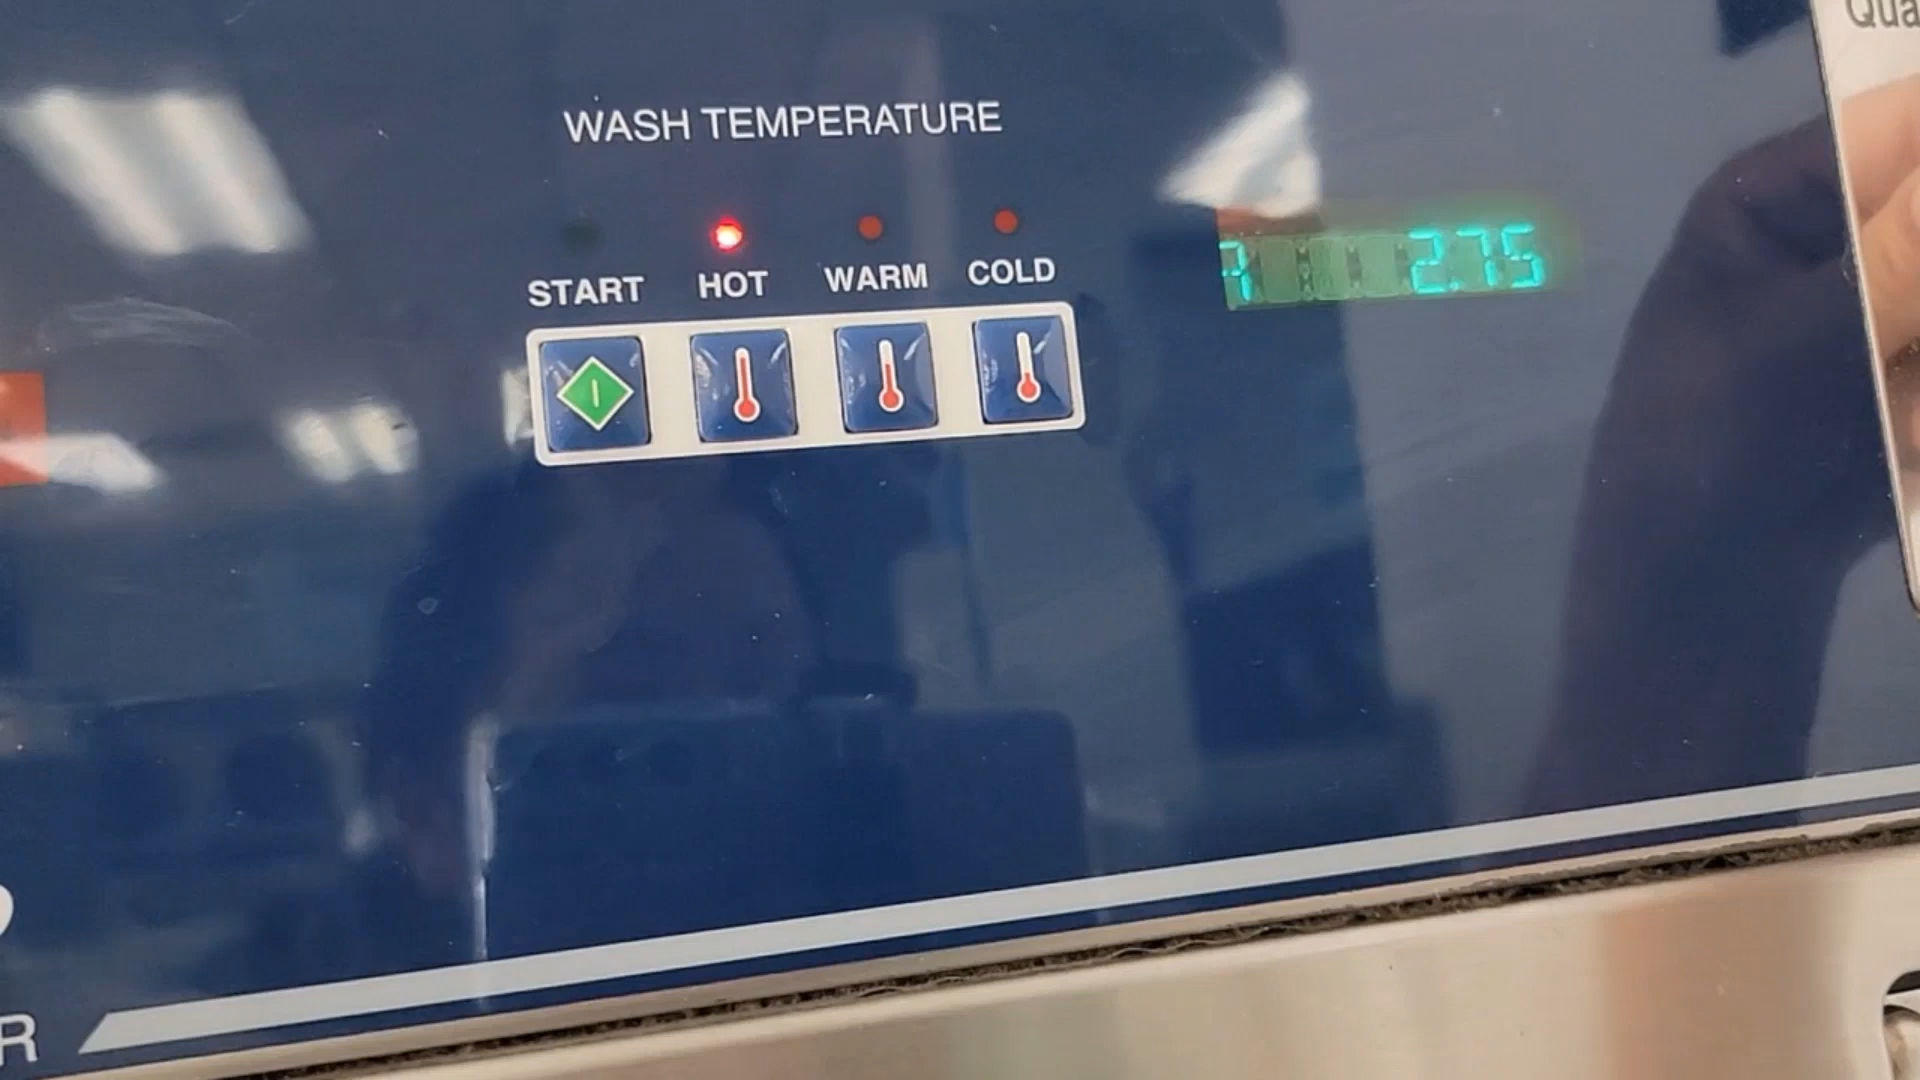 Qua
WASH TEMPERATURE
START HOT WARM COLD
2.75
R